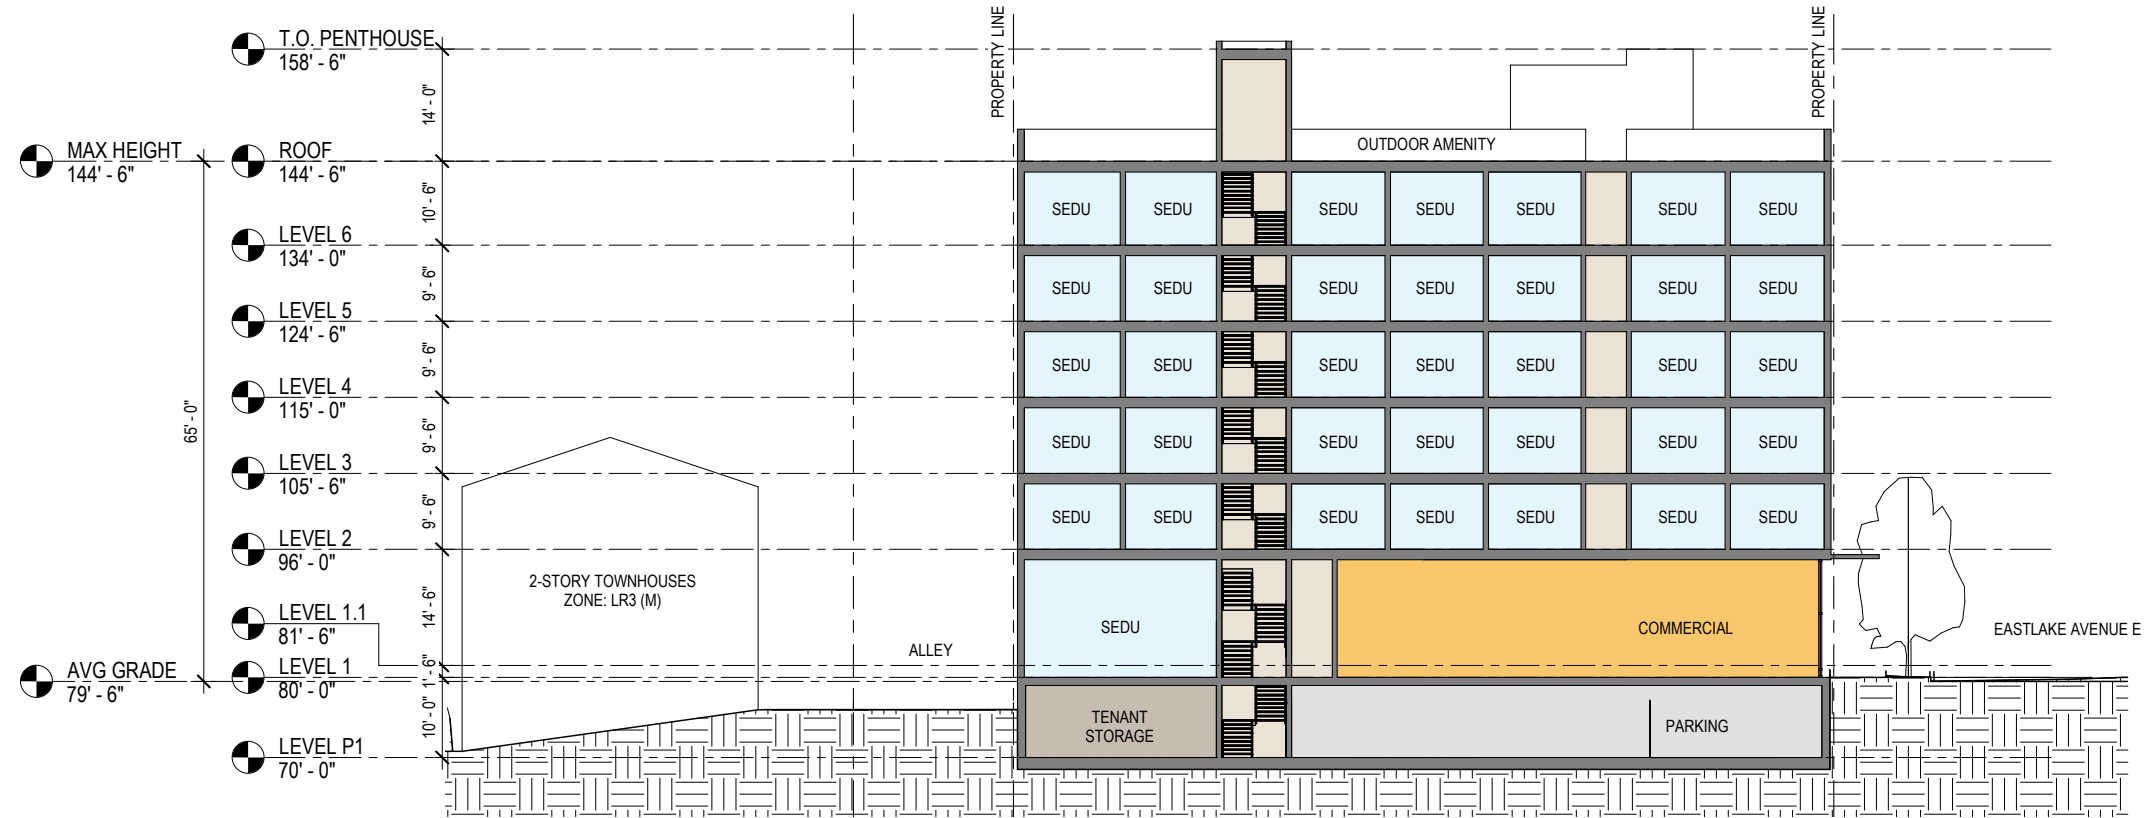 T.O. PENTHOUSE
158' - 6"
PROPERTY LINE
PROPERTY LINE
14' - 0"
MAX HEIGHT
144' - 6"
ROOF
144' - 6"
OUTDOOR AMENITY
10' - 6"
SEDU SEDU SEDU SEDU SEDU SEDU SEDU
LEVEL 6
134' - 0"
9' - 6"
SEDU SEDU SEDU SEDU SEDU SEDU SEDU
LEVEL 5
124' - 6"
9' - 6"
SEDU SEDU SEDU SEDU SEDU SEDU SEDU
LEVEL 4
115' - 0"
65' - 0"
9' - 6"
SEDU SEDU SEDU SEDU SEDU SEDU SEDU
LEVEL 3
105' - 6"
9' - 6"
SEDU SEDU SEDU SEDU SEDU SEDU SEDU
LEVEL 2
96' - 0"
2-STORY TOWNHOUSES
ZONE: LR3 (M)
14' - 6"
LEVEL 1.1
81' - 6"
SEDU
COMMERCIAL
EASTLAKE AVENUE E
ALLEY
AVG GRADE
79' - 6"
LEVEL 1
80' - 0"
1' - 6"
10' - 0"
TENANT
STORAGE
PARKING
LEVEL P1
70' - 0"